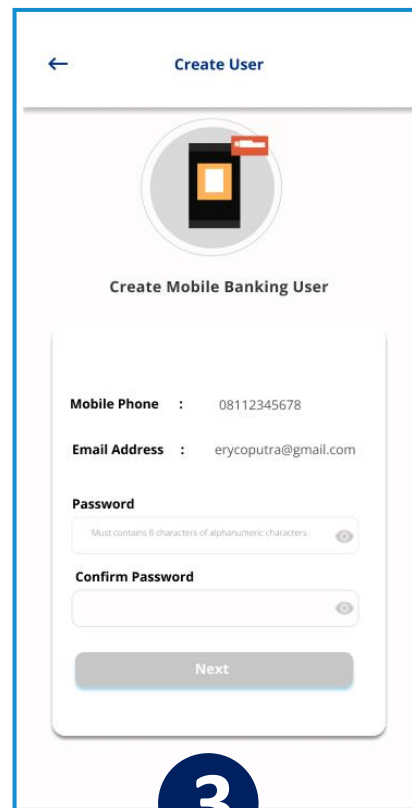 Create User
Create Mobile Banking User
Mobile Phone : 08112345678
Email Address : erycoputra@gmail.com
Password
Must contains 8 characters of alphanumeric characters
Confirm Password
Next
3